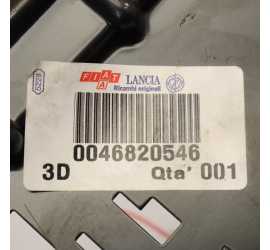 FIAT LANCIA
Ricambi originali
0046820546
3D Qta* 001